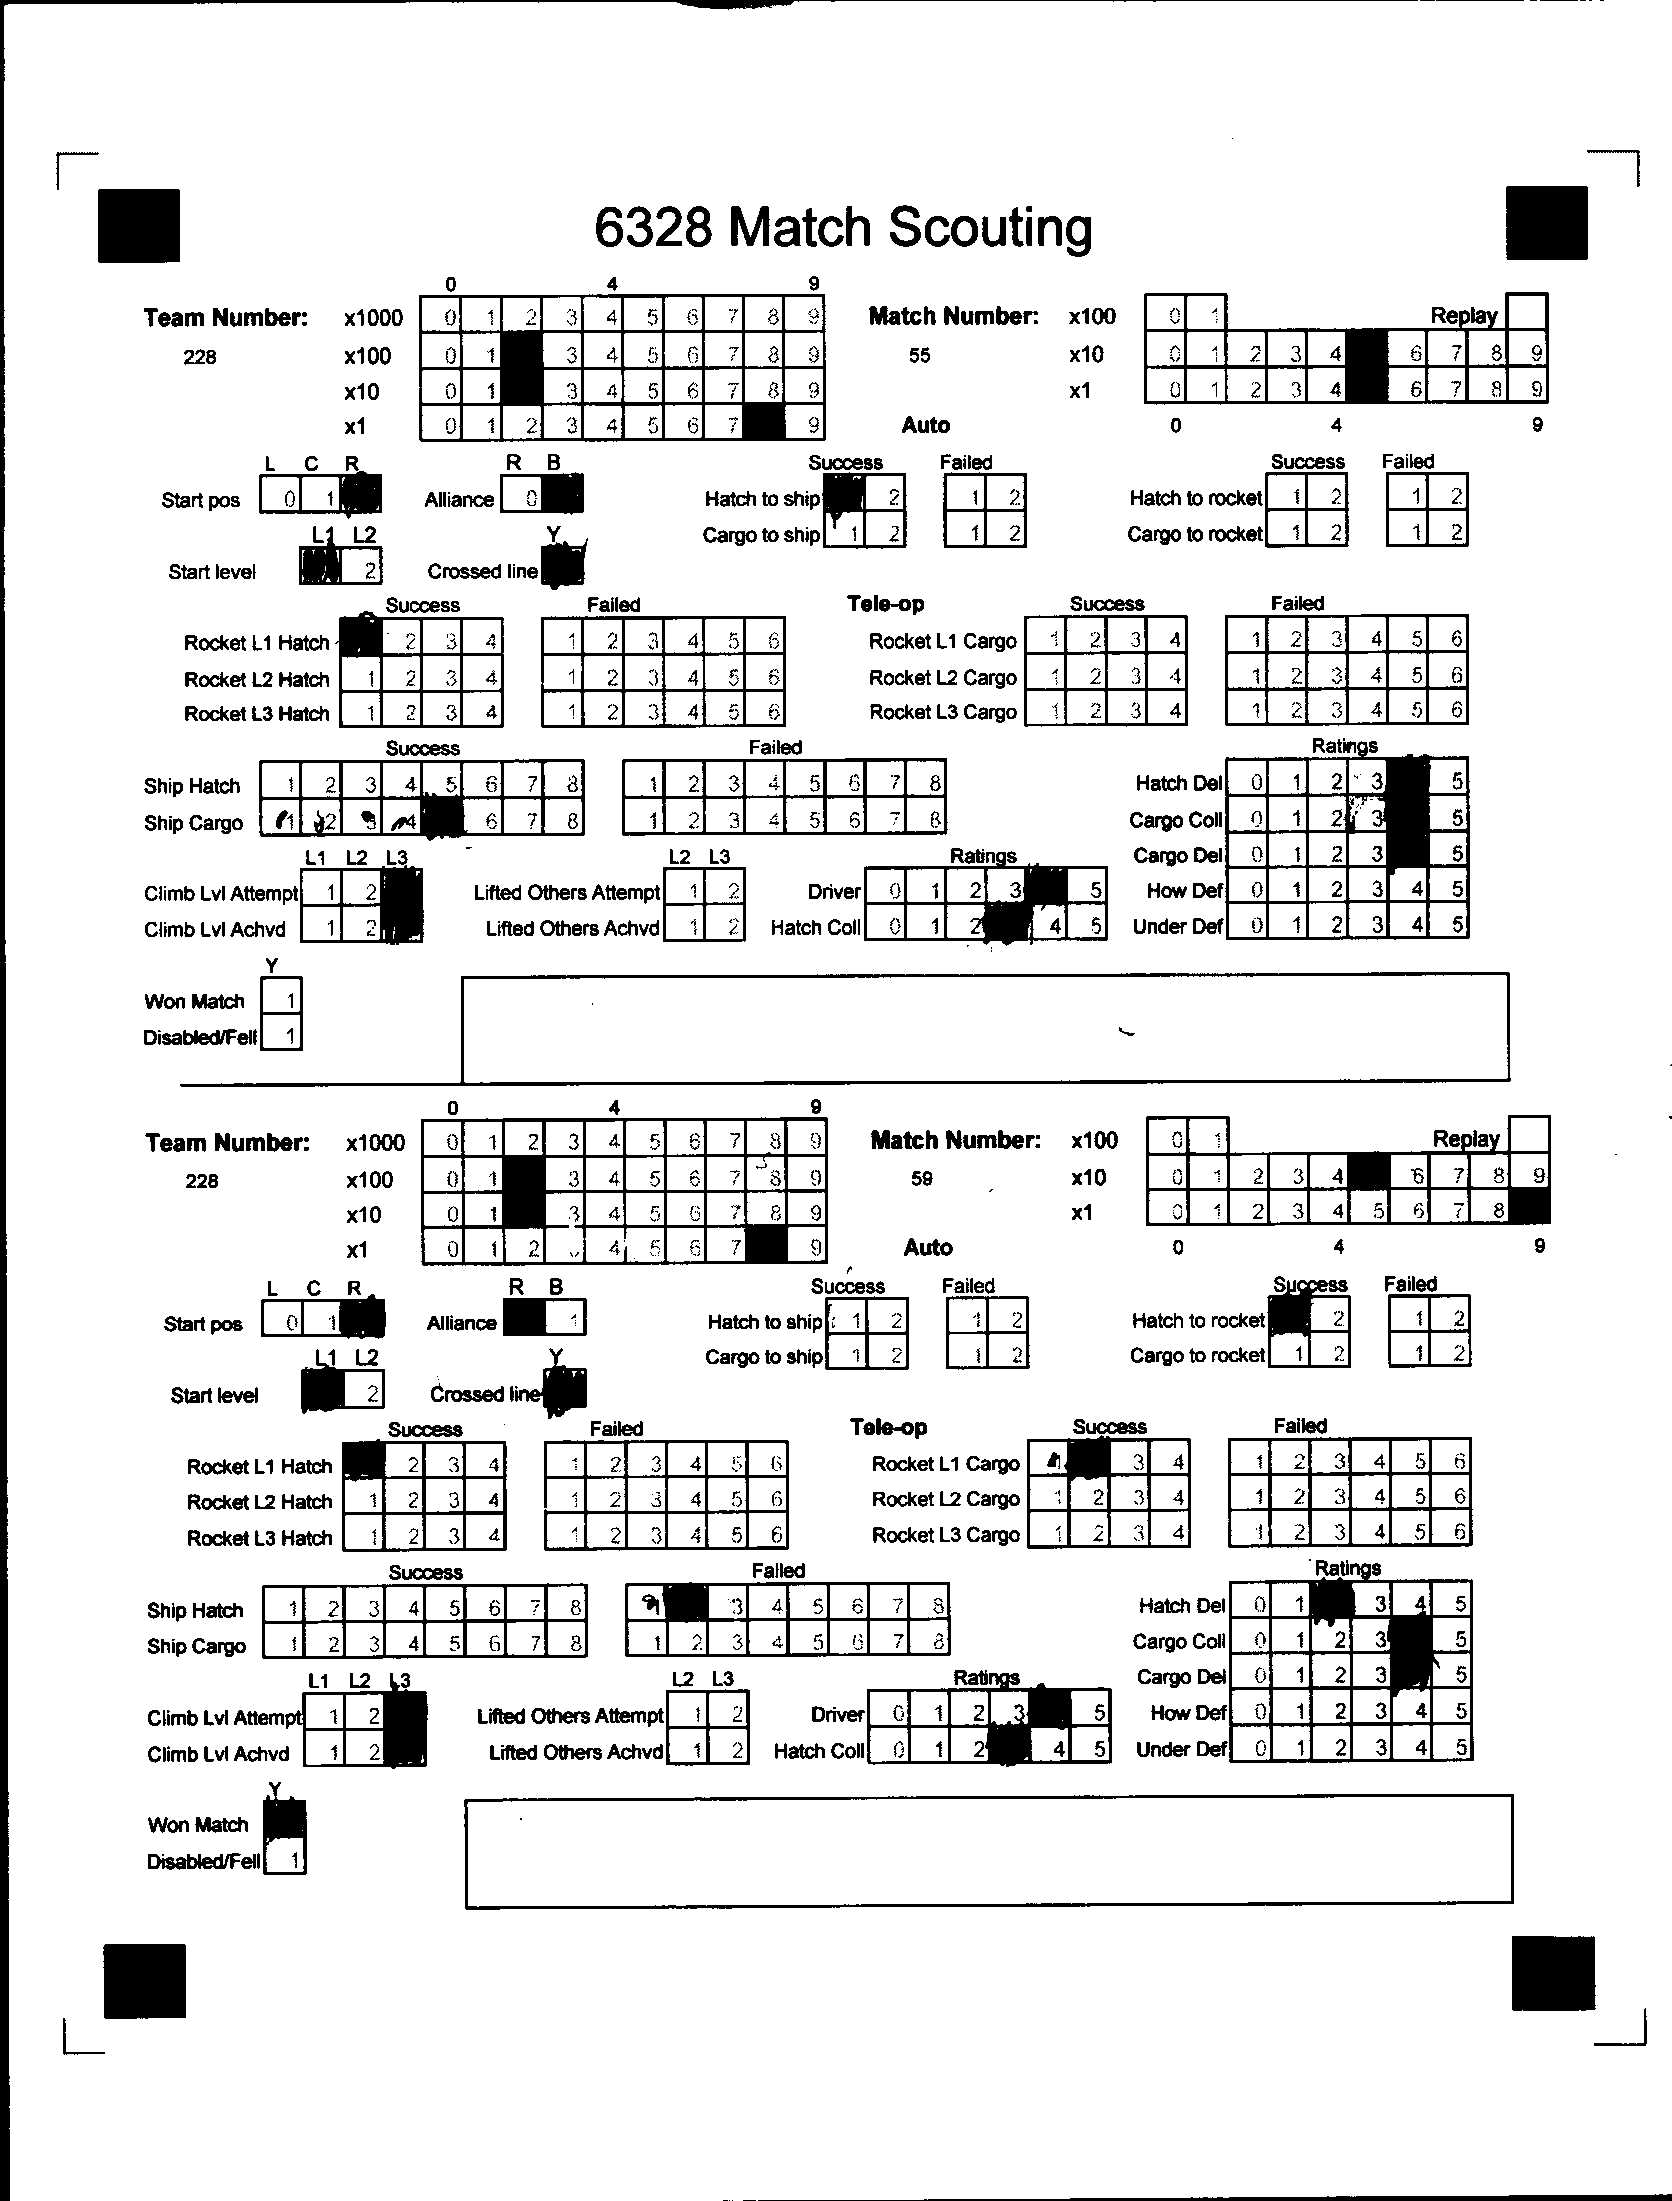 6328 Match Scouting
0 4 9
Team Number: x1000 0 1 2 3 4 5 6 7 8 9 Match Number: x100 0 1 Replay
228 x100 0 1 3 4 5 6 7 8 9 55 x10 0 1 2 3 4 6 7 8 9
x10 0 1 3 4 5 6 7 8 9 x1 0 1 2 3 4 6 7 8 9
x1 0 1 2 3 4 5 6 7 9 Auto 0 4 9
L C R R B Success Failed Success Failed
Start pos 0 1 Alliance 0 Hatch to ship 2 1 2 Hatch to rocket 1 2 1 2
L1 L2 Y Cargo to ship 1 2 1 2 Cargo to rocket 1 2 1 2
Start level 2 Crossed line
Success Failed Tele-op Success Failed
Rocket L1 Hatch 2 3 4 1 2 3 4 5 6 Rocket L1 Cargo 1 2 3 4 1 2 3 4 5 6
Rocket L2 Hatch 1 2 3 4 1 2 3 4 5 6 Rocket L2 Cargo 1 2 3 4 1 2 3 4 5 6
Rocket L3 Hatch 1 2 3 4 1 2 3 4 5 6 Rocket L3 Cargo 1 2 3 4 1 2 3 4 5 6
Success Failed Ratings
Ship Hatch 1 2 3 4 5 6 7 8 1 2 3 4 5 6 7 8 Hatch Del 0 1 2 3 5
Ship Cargo 1 2 3 4 6 7 8 1 2 3 4 5 6 7 8 Cargo Coll 0 1 2 3 5
L1 L2 L3 L2 L3 Ratings Cargo Del 0 1 2 3 5
Climb Lvl Attempt 1 2 Lifted Others Attempt 1 2 Driver 0 1 2 3 5 How Def 0 1 2 3 4 5
Climb Lvl Achvd 1 2 Lifted Others Achvd 1 2 Hatch Coll 0 1 2 4 5 Under Def 0 1 2 3 4 5
Y
Won Match 1
Disabled/Fell 1
0 4 9
Team Number: x1000 0 1 2 3 4 5 6 7 8 9 Match Number: x100 0 1 Replay
228 x100 0 1 3 4 5 6 7 8 9 59 x10 0 1 2 3 4 6 7 8 9
x10 0 1 3 4 5 6 7 8 9 x1 0 1 2 3 4 5 6 7 8
x1 0 1 2 4 5 6 7 9 Auto 0 4 9
L C R R B Success Failed Success Failed
Start pos 0 1 Alliance 1 Hatch to ship 1 2 1 2 Hatch to rocket 2 1 2
L1 L2 Y Cargo to ship 1 2 1 2 Cargo to rocket 1 2 1 2
Start level 2 Crossed line
Success Failed Tele-op Success Failed
Rocket L1 Hatch 2 3 4 1 2 3 4 5 6 Rocket L1 Cargo 1 3 4 1 2 3 4 5 6
Rocket L2 Hatch 1 2 3 4 1 2 3 4 5 6 Rocket L2 Cargo 1 2 3 4 1 2 3 4 5 6
Rocket L3 Hatch 1 2 3 4 1 2 3 4 5 6 Rocket L3 Cargo 1 2 3 4 1 2 3 4 5 6
Success Failed Ratings
Ship Hatch 1 2 3 4 5 6 7 8 1 3 4 5 6 7 8 Hatch Del 0 1 3 4 5
Ship Cargo 1 2 3 4 5 6 7 8 1 2 3 4 5 6 7 8 Cargo Coll 0 1 2 3 5
L1 L2 L3 L2 L3 Ratings Cargo Del 0 1 2 3 5
Climb Lvl Attempt 1 2 Lifted Others Attempt 1 2 Driver 0 1 2 3 5 How Def 0 1 2 3 4 5
Climb Lvl Achvd 1 2 Lifted Others Achvd 1 2 Hatch Coll 0 1 2 4 5 Under Def 0 1 2 3 4 5
Y
Won Match
Disabled/Fell 1